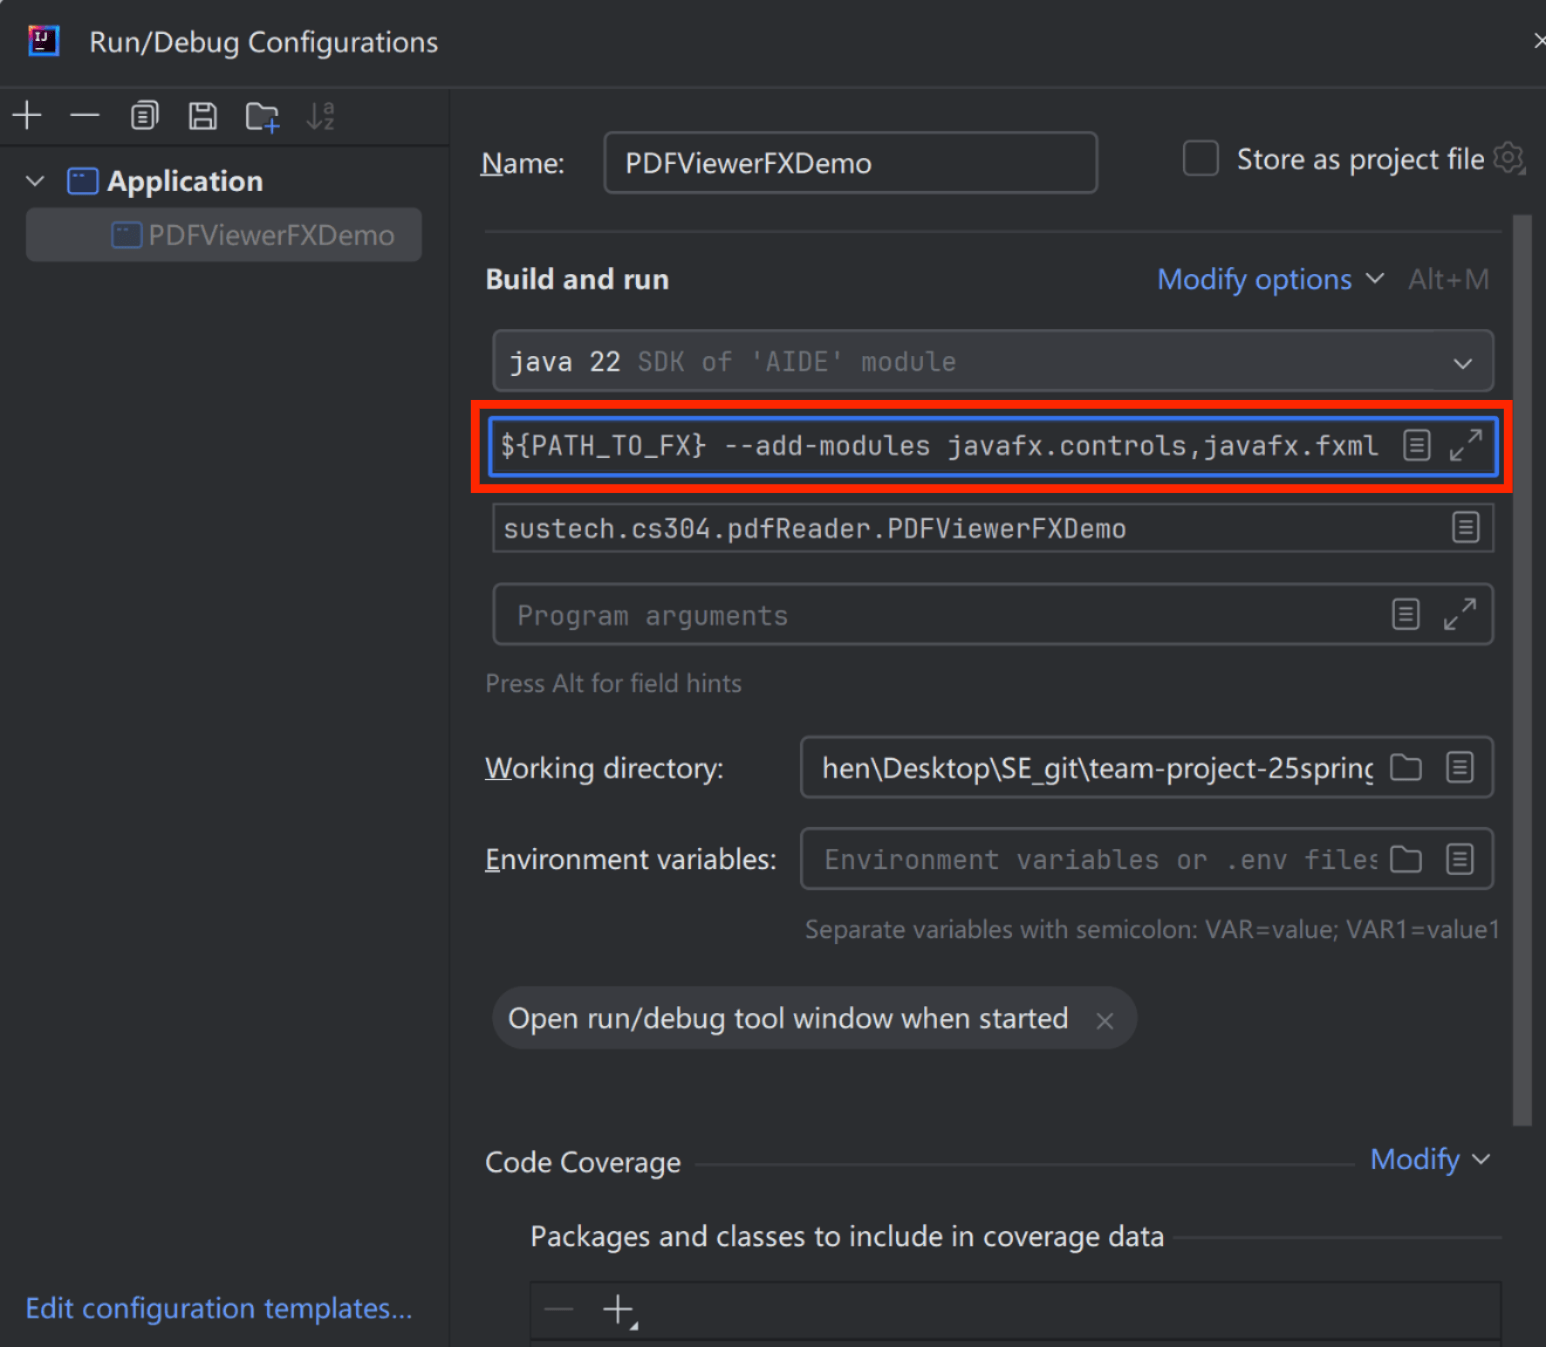 IJ
Run/Debug Configurations
Application
PDFViewerFXDemo
Name:
PDFViewerFXDemo
Store as project file
Build and run
Modify options
Alt+M
java 22 SDK of 'AIDE' module
${PATH_TO_FX} --add-modules javafx.controls,javafx.fxml
sustech.cs304.pdfReader.PDFViewerFXDemo
Program arguments
Press Alt for field hints
Working directory:
hen\Desktop\SE_git\team-project-25spring
Environment variables:
Environment variables or .env files
Separate variables with semicolon: VAR=value; VAR1=value1
Open run/debug tool window when started
Code Coverage
Modify
Packages and classes to include in coverage data
Edit configuration templates...